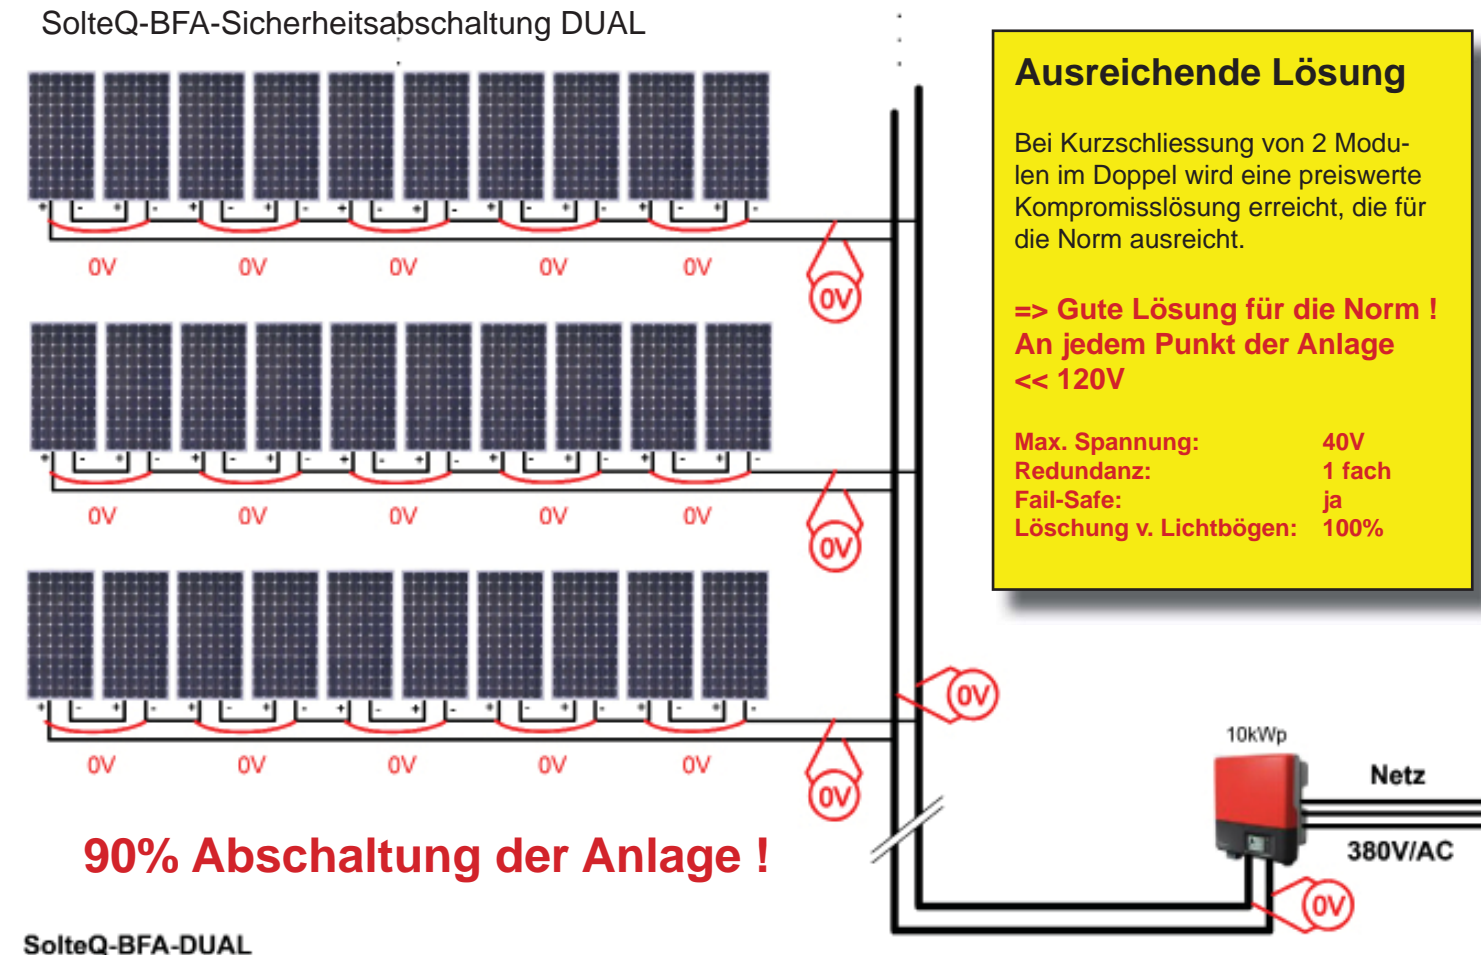 SolteQ-BFA-Sicherheitsabschaltung DUAL
Ausreichende Lösung
Bei Kurzschliessung von 2 Modu-
len im Doppel wird eine preiswerte
Kompromisslösung erreicht, die für
die Norm ausreicht.
=> Gute Lösung für die Norm !
An jedem Punkt der Anlage
<< 120V
Max. Spannung: 40V
Redundanz: 1 fach
Fail-Safe: ja
Löschung v. Lichtbögen: 100%
+ - + - + - + - + - + - + - + - + - + -
0V 0V 0V 0V 0V 0V
+ - + - + - + - + - + - + - + - + - + -
0V 0V 0V 0V 0V 0V
+ - + - + - + - + - + - + - + - + - + -
0V 0V 0V 0V 0V 0V
0V
10kWp
Netz
380V/AC
0V
90% Abschaltung der Anlage !
SolteQ-BFA-DUAL